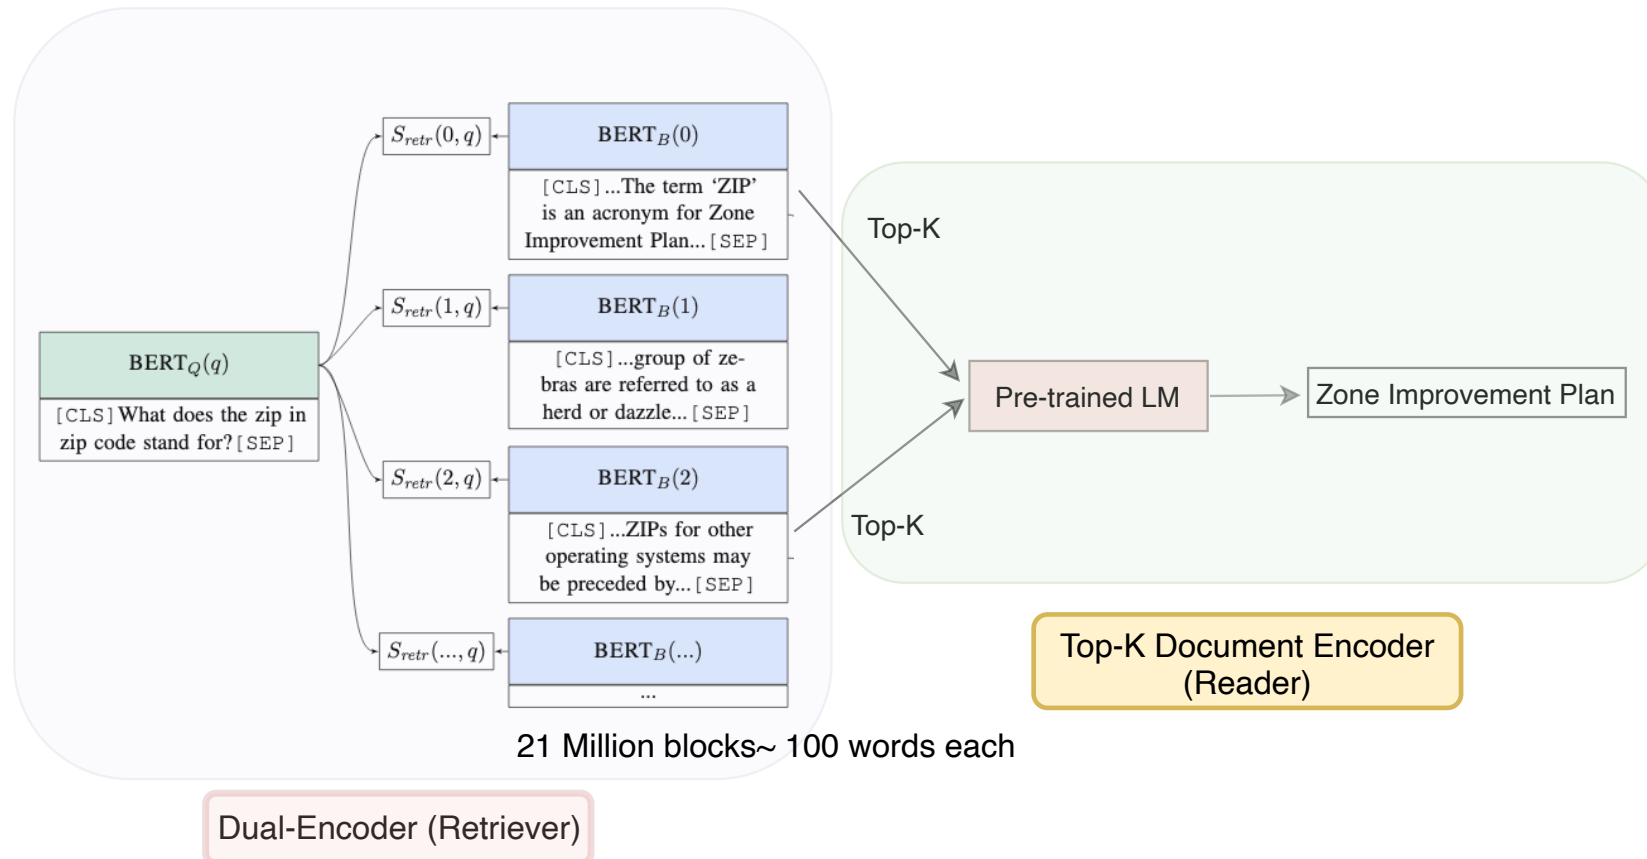 BERT_Q(q)
[CLS]What does the zip in
zip code stand for?[SEP]
S_retr(0, q)
BERT_B(0)
[CLS]...The term ‘ZIP’
is an acronym for Zone
Improvement Plan...[SEP]
S_retr(1, q)
BERT_B(1)
[CLS]...group of ze-
bras are referred to as a
herd or dazzle...[SEP]
S_retr(2, q)
BERT_B(2)
[CLS]...ZIPs for other
operating systems may
be preceded by...[SEP]
S_retr(..., q)
BERT_B(...)
...
21 Million blocks~ 100 words each
Dual-Encoder (Retriever)
Top-K
Top-K
Pre-trained LM
Zone Improvement Plan
Top-K Document Encoder
(Reader)